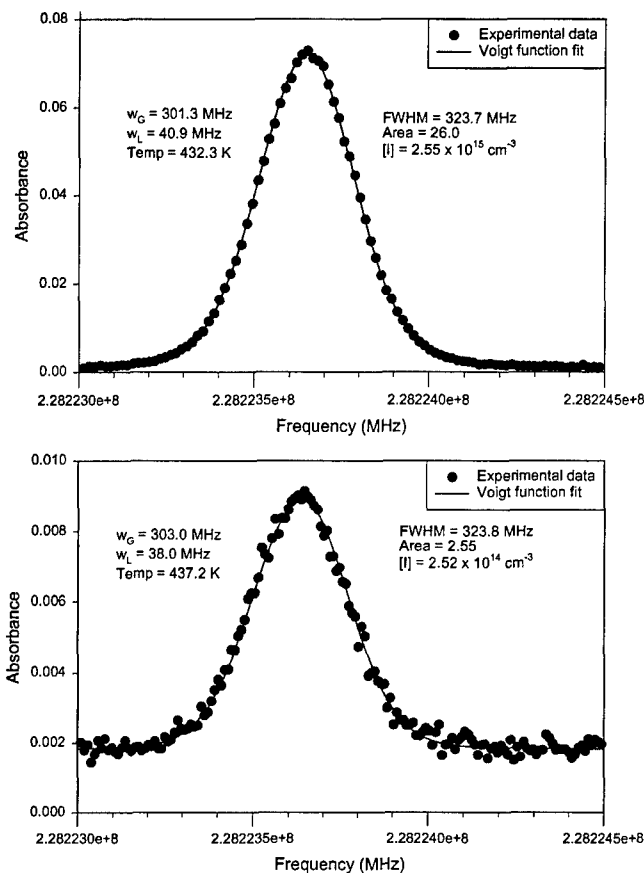 0.08
Experimental data
Voigt function fit
w_G = 301.3 MHz
w_L = 40.9 MHz
Temp = 432.3 K
FWHM = 323.7 MHz
Area = 26.0
[I] = 2.55 x 10^15 cm^-3
0.06
0.04
0.02
0.00
Absorbance
2.282230e+8
2.282235e+8
2.282240e+8
2.282245e+8
Frequency (MHz)
0.010
Experimental data
Voigt function fit
w_G = 303.0 MHz
w_L = 38.0 MHz
Temp = 437.2 K
FWHM = 323.8 MHz
Area = 2.55
[I] = 2.52 x 10^14 cm^-3
0.008
0.006
0.004
0.002
0.000
Absorbance
2.282230e+8
2.282235e+8
2.282240e+8
2.282245e+8
Frequency (MHz)